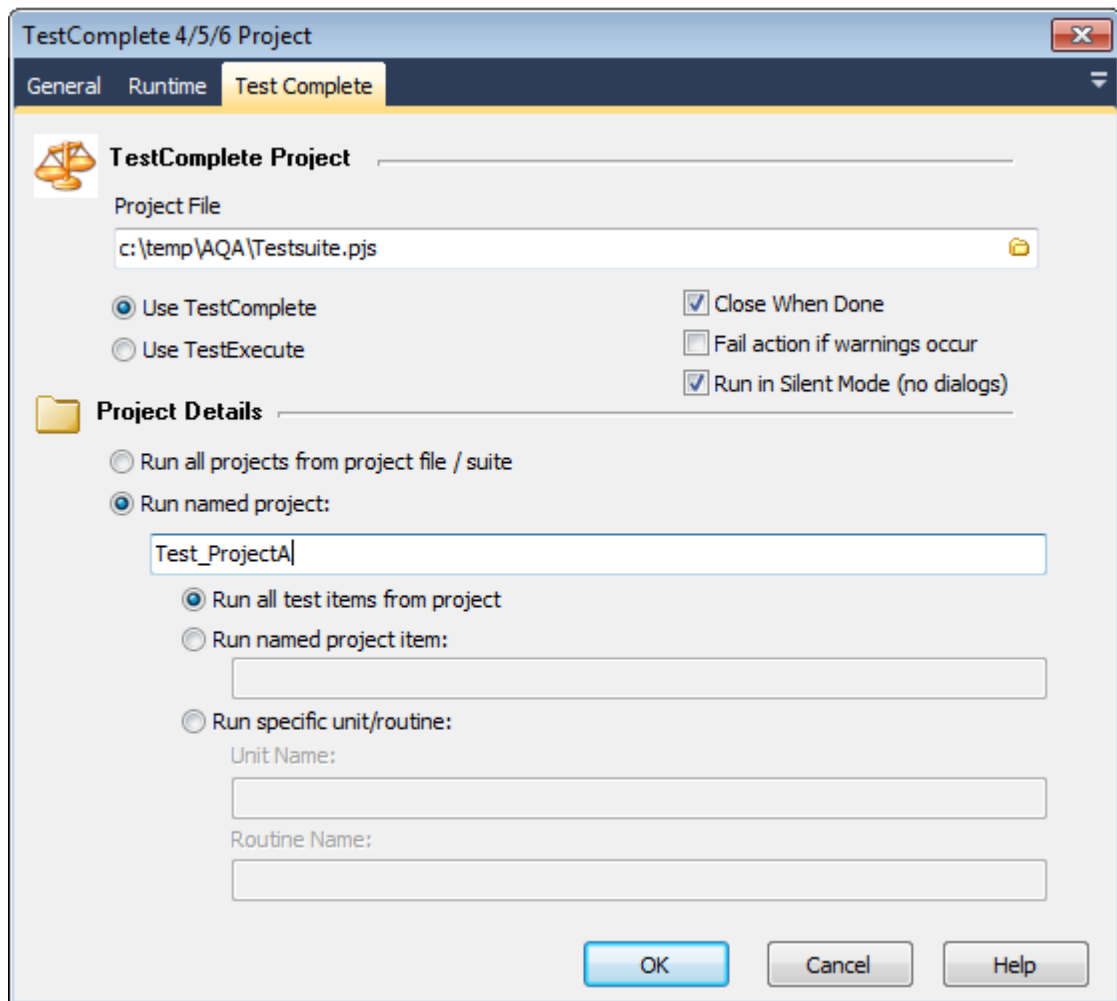 TestComplete 4/5/6 Project
General Runtime Test Complete
TestComplete Project
Project File
c:\temp\AQA\Testsuite.pjs
Use TestComplete
Close When Done
Use TestExecute
Fail action if warnings occur
Run in Silent Mode (no dialogs)
Project Details
Run all projects from project file / suite
Run named project:
Test_ProjectA
Run all test items from project
Run named project item:
Run specific unit/routine:
Unit Name:
Routine Name:
OK Cancel Help